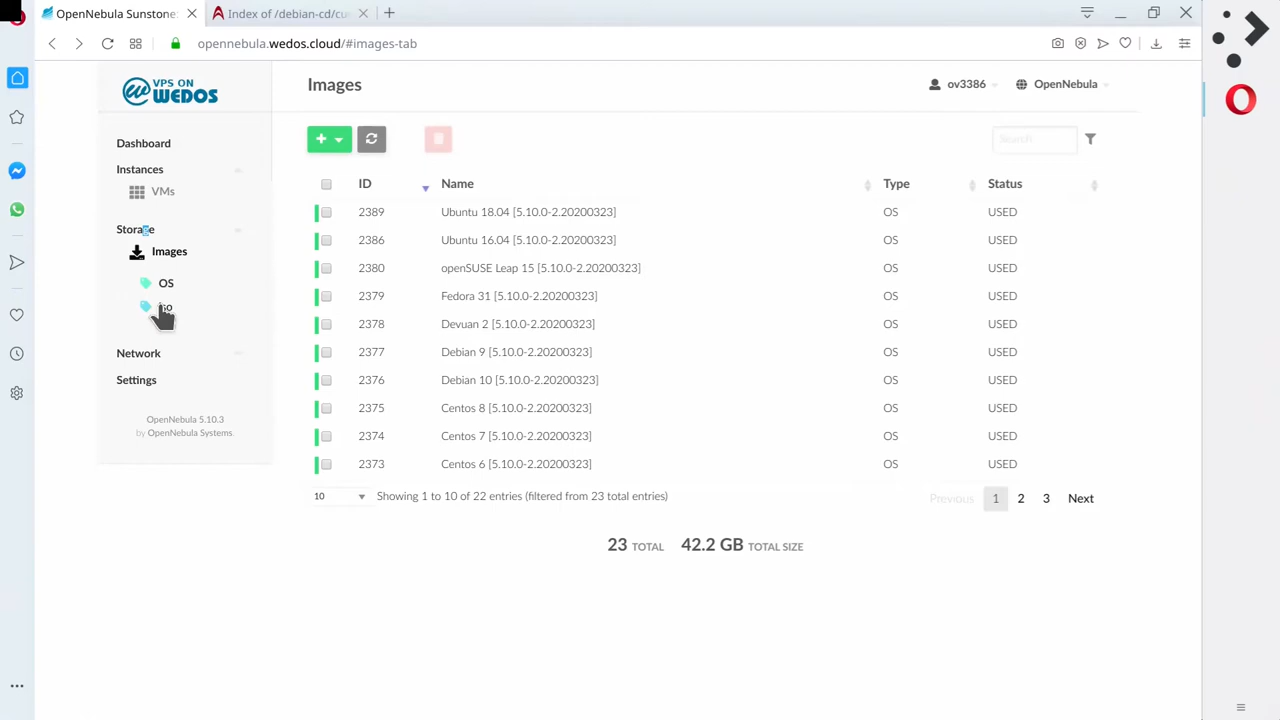 OpenNebula Sunstone:
Index of /debian-cd/cu
opennebula.wedos.cloud/#images-tab
VPS ON
WEDOS
Images
ov3386
OpenNebula
Dashboard
Instances
VMs
Storage
Images
OS
Network
Settings
OpenNebula 5.10.3
by OpenNebula Systems
Search
ID Name Type Status
2389 Ubuntu 18.04 [5.10.0-2.20200323] OS USED
2386 Ubuntu 16.04 [5.10.0-2.20200323] OS USED
2380 openSUSE Leap 15 [5.10.0-2.20200323] OS USED
2379 Fedora 31 [5.10.0-2.20200323] OS USED
2378 Devuan 2 [5.10.0-2.20200323] OS USED
2377 Debian 9 [5.10.0-2.20200323] OS USED
2376 Debian 10 [5.10.0-2.20200323] OS USED
2375 Centos 8 [5.10.0-2.20200323] OS USED
2374 Centos 7 [5.10.0-2.20200323] OS USED
2373 Centos 6 [5.10.0-2.20200323] OS USED
10 Showing 1 to 10 of 22 entries (filtered from 23 total entries)
Previous 1 2 3 Next
23 TOTAL 42.2 GB TOTAL SIZE